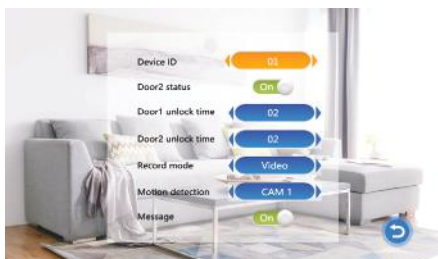 Device ID 01
Door2 status On
Door1 unlock time 02
Door2 unlock time 02
Record mode Video
Motion detection CAM 1
Message On